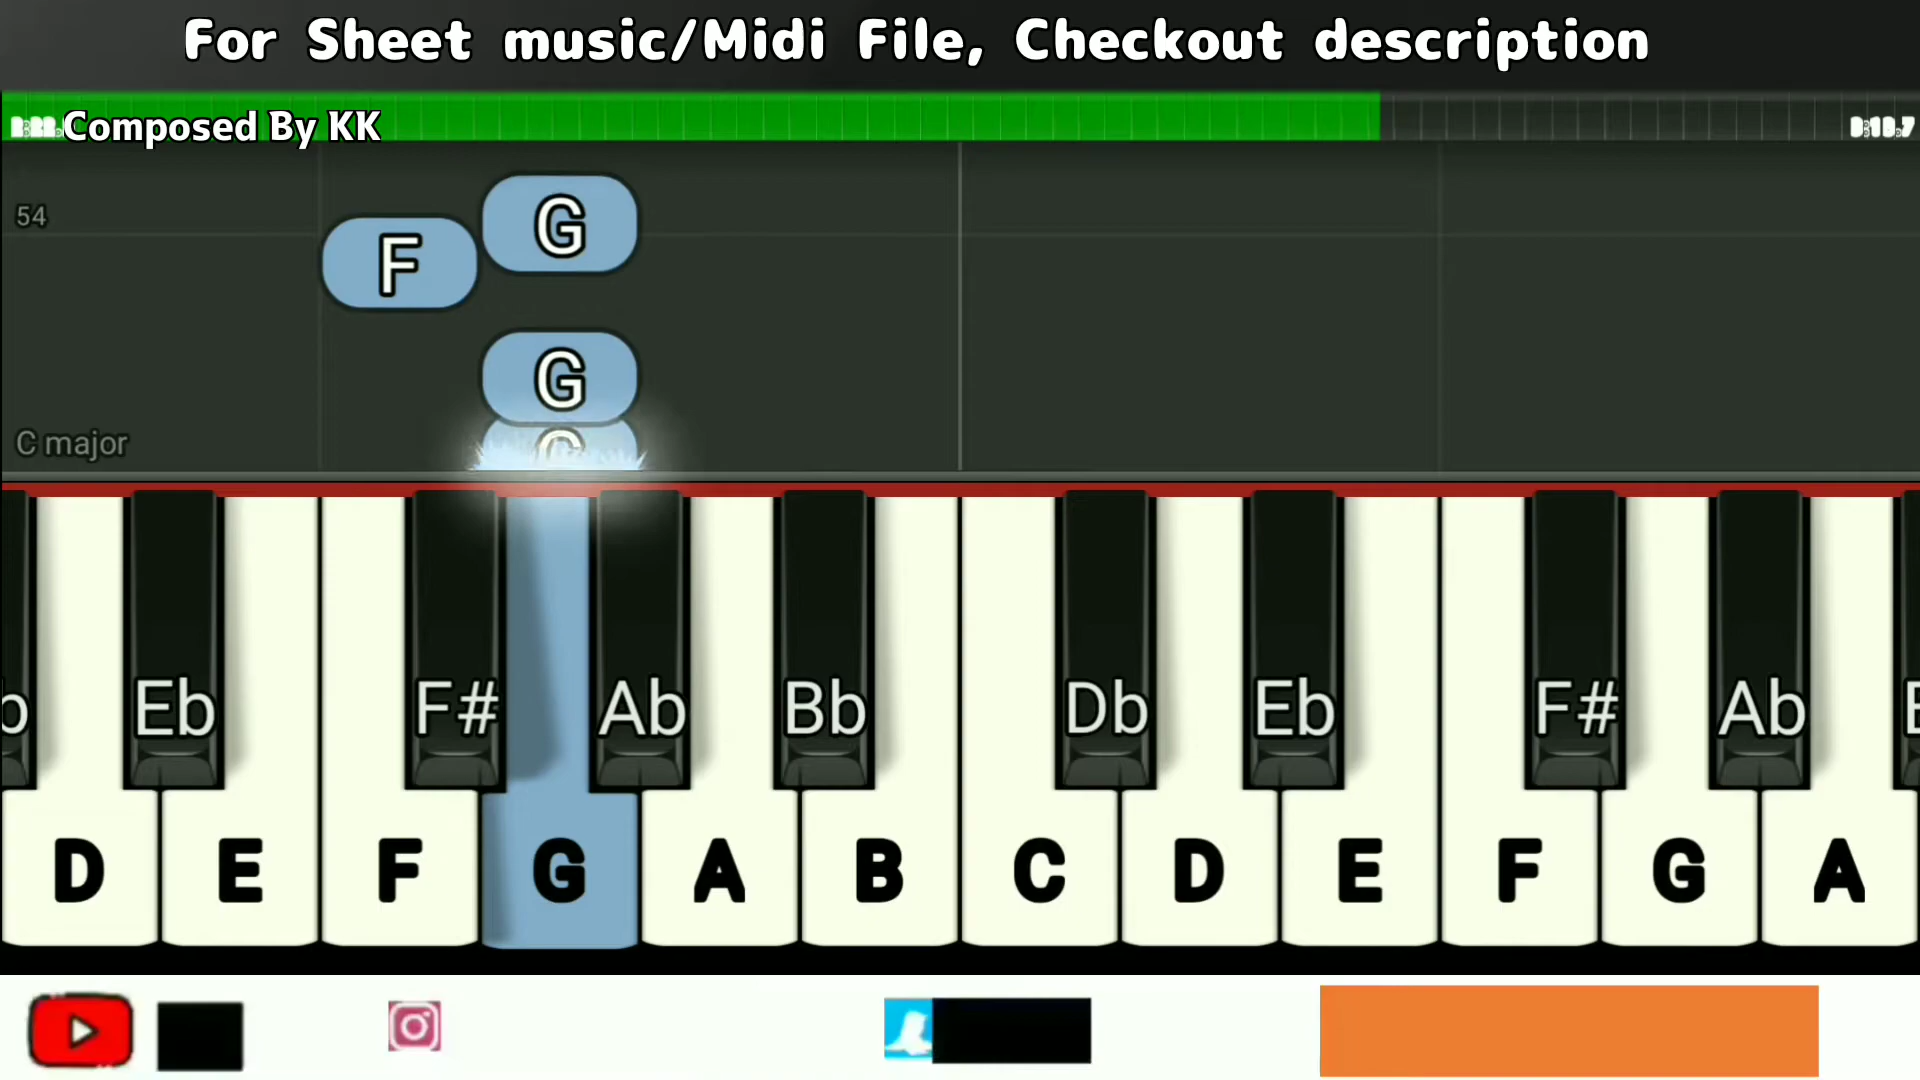 For Sheet music/Midi File, Checkout description
Composed By KK
54
G
F
G
G
C major
Eb F# Ab Bb Db Eb F# Ab
D E F G A B C D E F G A